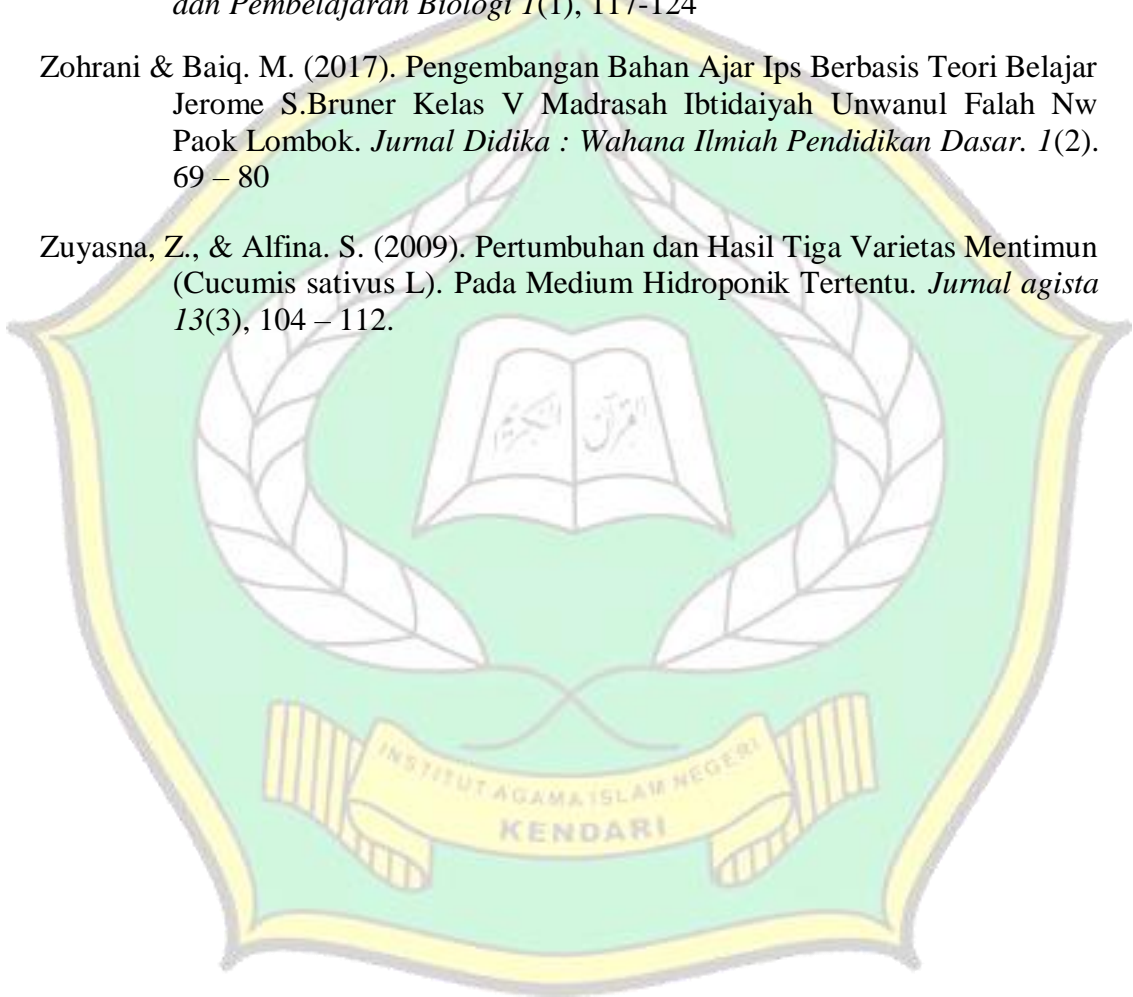 dan Pembelajaran Biologi 1(1), 117-124
Zohrani & Baiq. M. (2017). Pengembangan Bahan Ajar Ips Berbasis Teori Belajar
Jerome S.Bruner Kelas V Madrasah Ibtidaiyah Unwanul Falah Nw
Paok Lombok. Jurnal Didika : Wahana Ilmiah Pendidikan Dasar. 1(2).
69 – 80
Zuyasna, Z., & Alfina. S. (2009). Pertumbuhan dan Hasil Tiga Varietas Mentimun
(Cucumis sativus L). Pada Medium Hidroponik Tertentu. Jurnal agista
13(3), 104 – 112.
القرآن الكريم
INSTITUT AGAMA ISLAM NEGERI
KENDARI